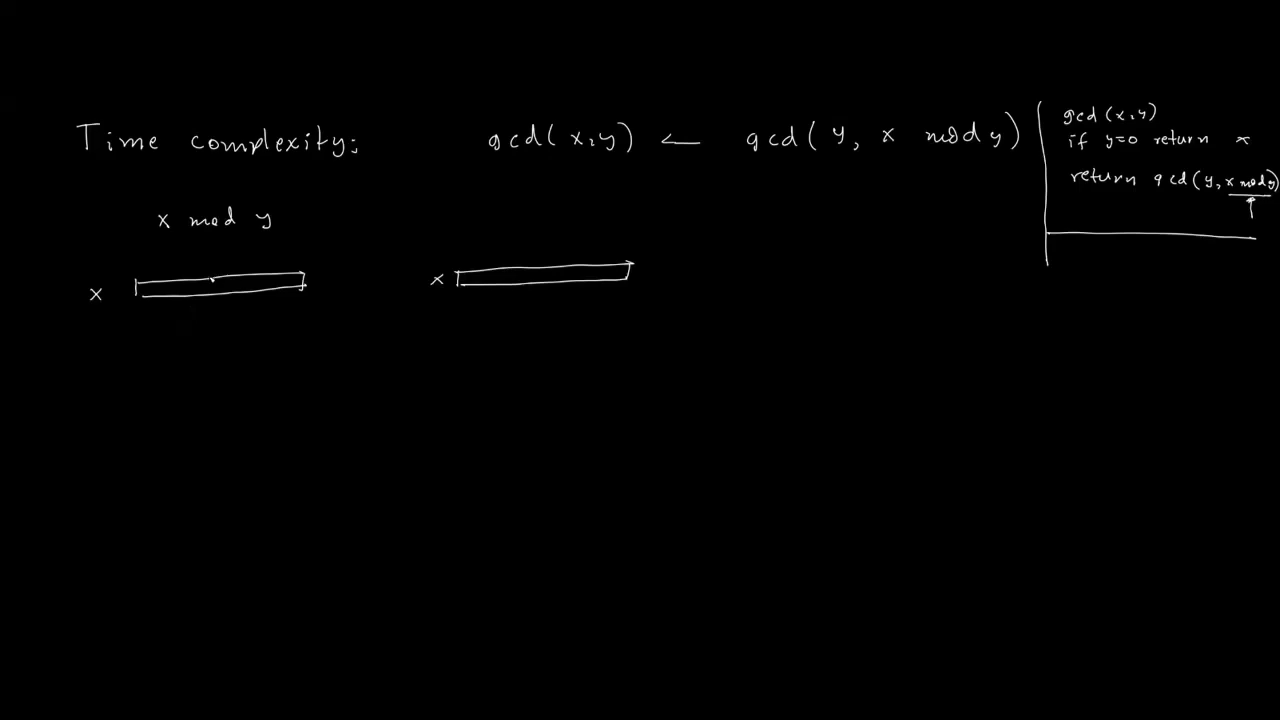 Time complexity: gcd(x,y) ← gcd(y, x mod y)
gcd(x,y)
if y=0 return x
return gcd(y, x mod y)
x mod y
x
x